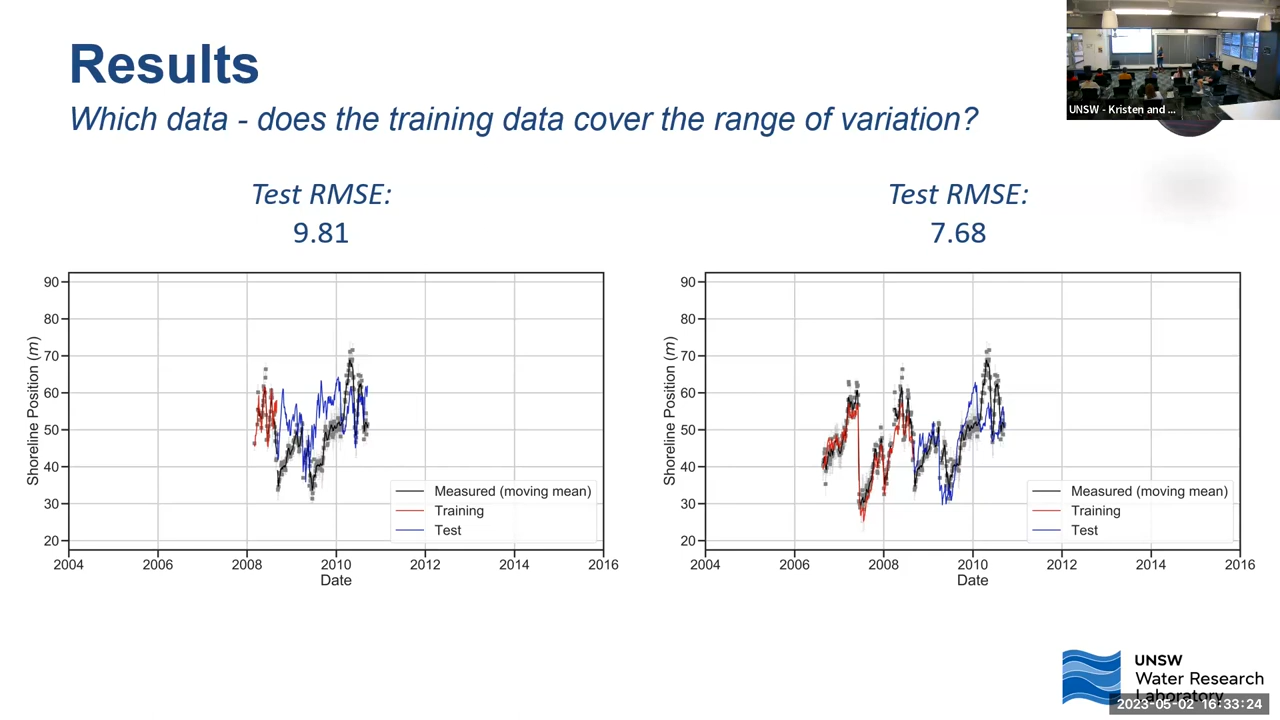 Results
Which data - does the training data cover the range of variation?
UNSW - Kristen and ...
Test RMSE:
9.81
Test RMSE:
7.68
90
80
70
60
50
40
30
20
Shoreline Position (m)
2004 2006 2008 2010 2012 2014 2016
Date
Measured (moving mean)
Training
Test
90
80
70
60
50
40
30
20
Shoreline Position (m)
2004 2006 2008 2010 2012 2014 2016
Date
Measured (moving mean)
Training
Test
UNSW
Water Research
Laboratory
2023-05-02 16:33:24